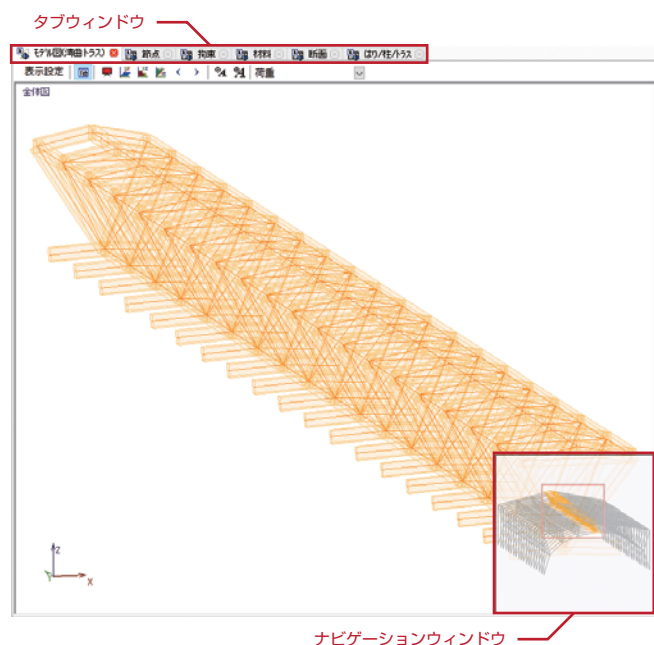 タブウィンドウ
モデル図(湾曲トラス) 節点 拘束 材料 断面 はり/柱/トラス
表示設定 荷重
全体図
Z
Y X
ナビゲーションウィンドウ